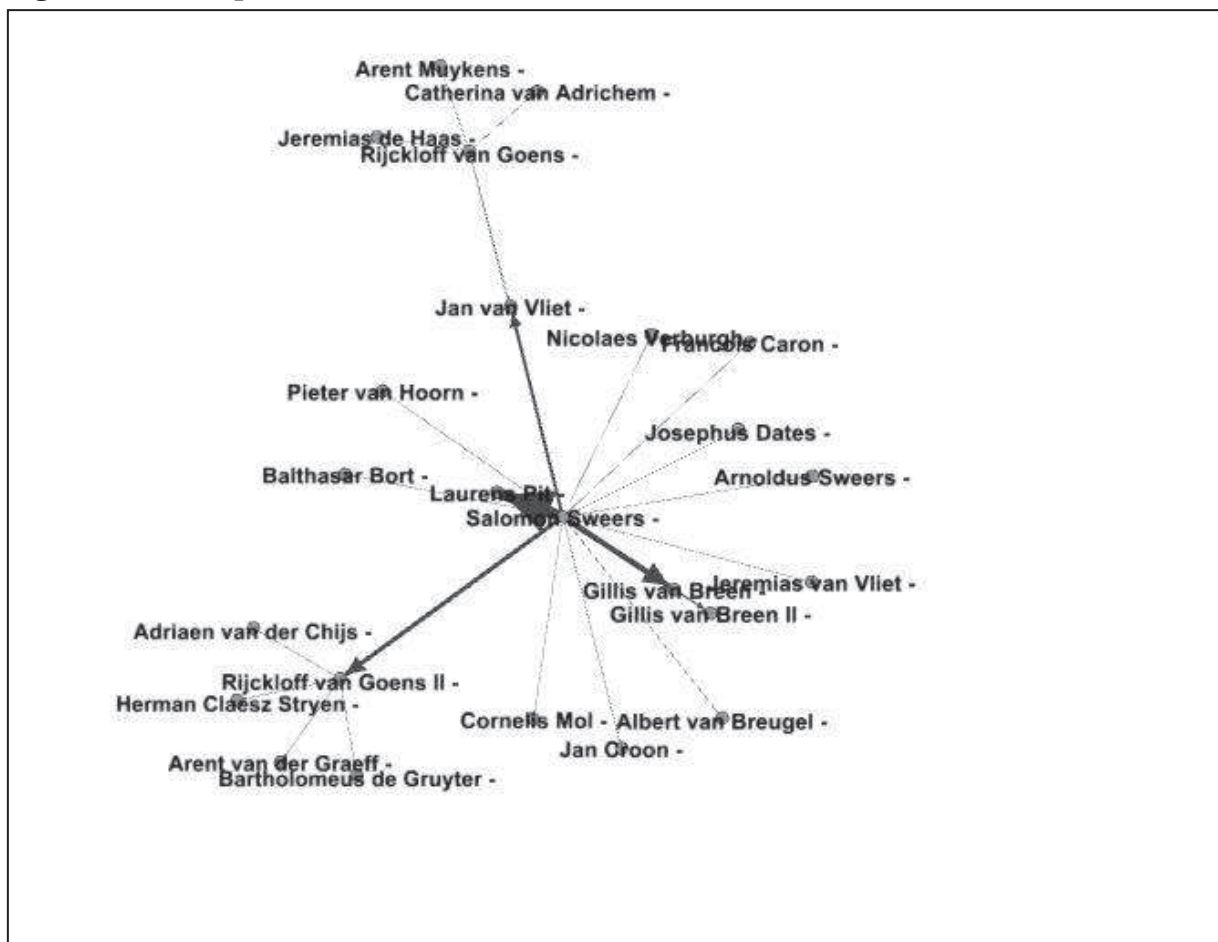 Arent Muykens -
Catherina van Adrichem -
Jeremias de Haas -
Rijckloff van Goens -
Jan van Vliet -
Nicolaes Verburgh -
Francois Caron -
Pieter van Hoorn -
Josephus Dates -
Balthasar Bort -
Arnoldus Sweers -
Laurens Pit -
Salomon Sweers -
Jeremias van Vliet -
Gillis van Breen -
Gillis van Breen II -
Adriaen van der Chijs -
Rijckloff van Goens II -
Herman Claesz Stryen -
Cornelis Mol -
Albert van Breugel -
Jan Croon -
Arent van der Graeff -
Bartholomeus de Gruyter -